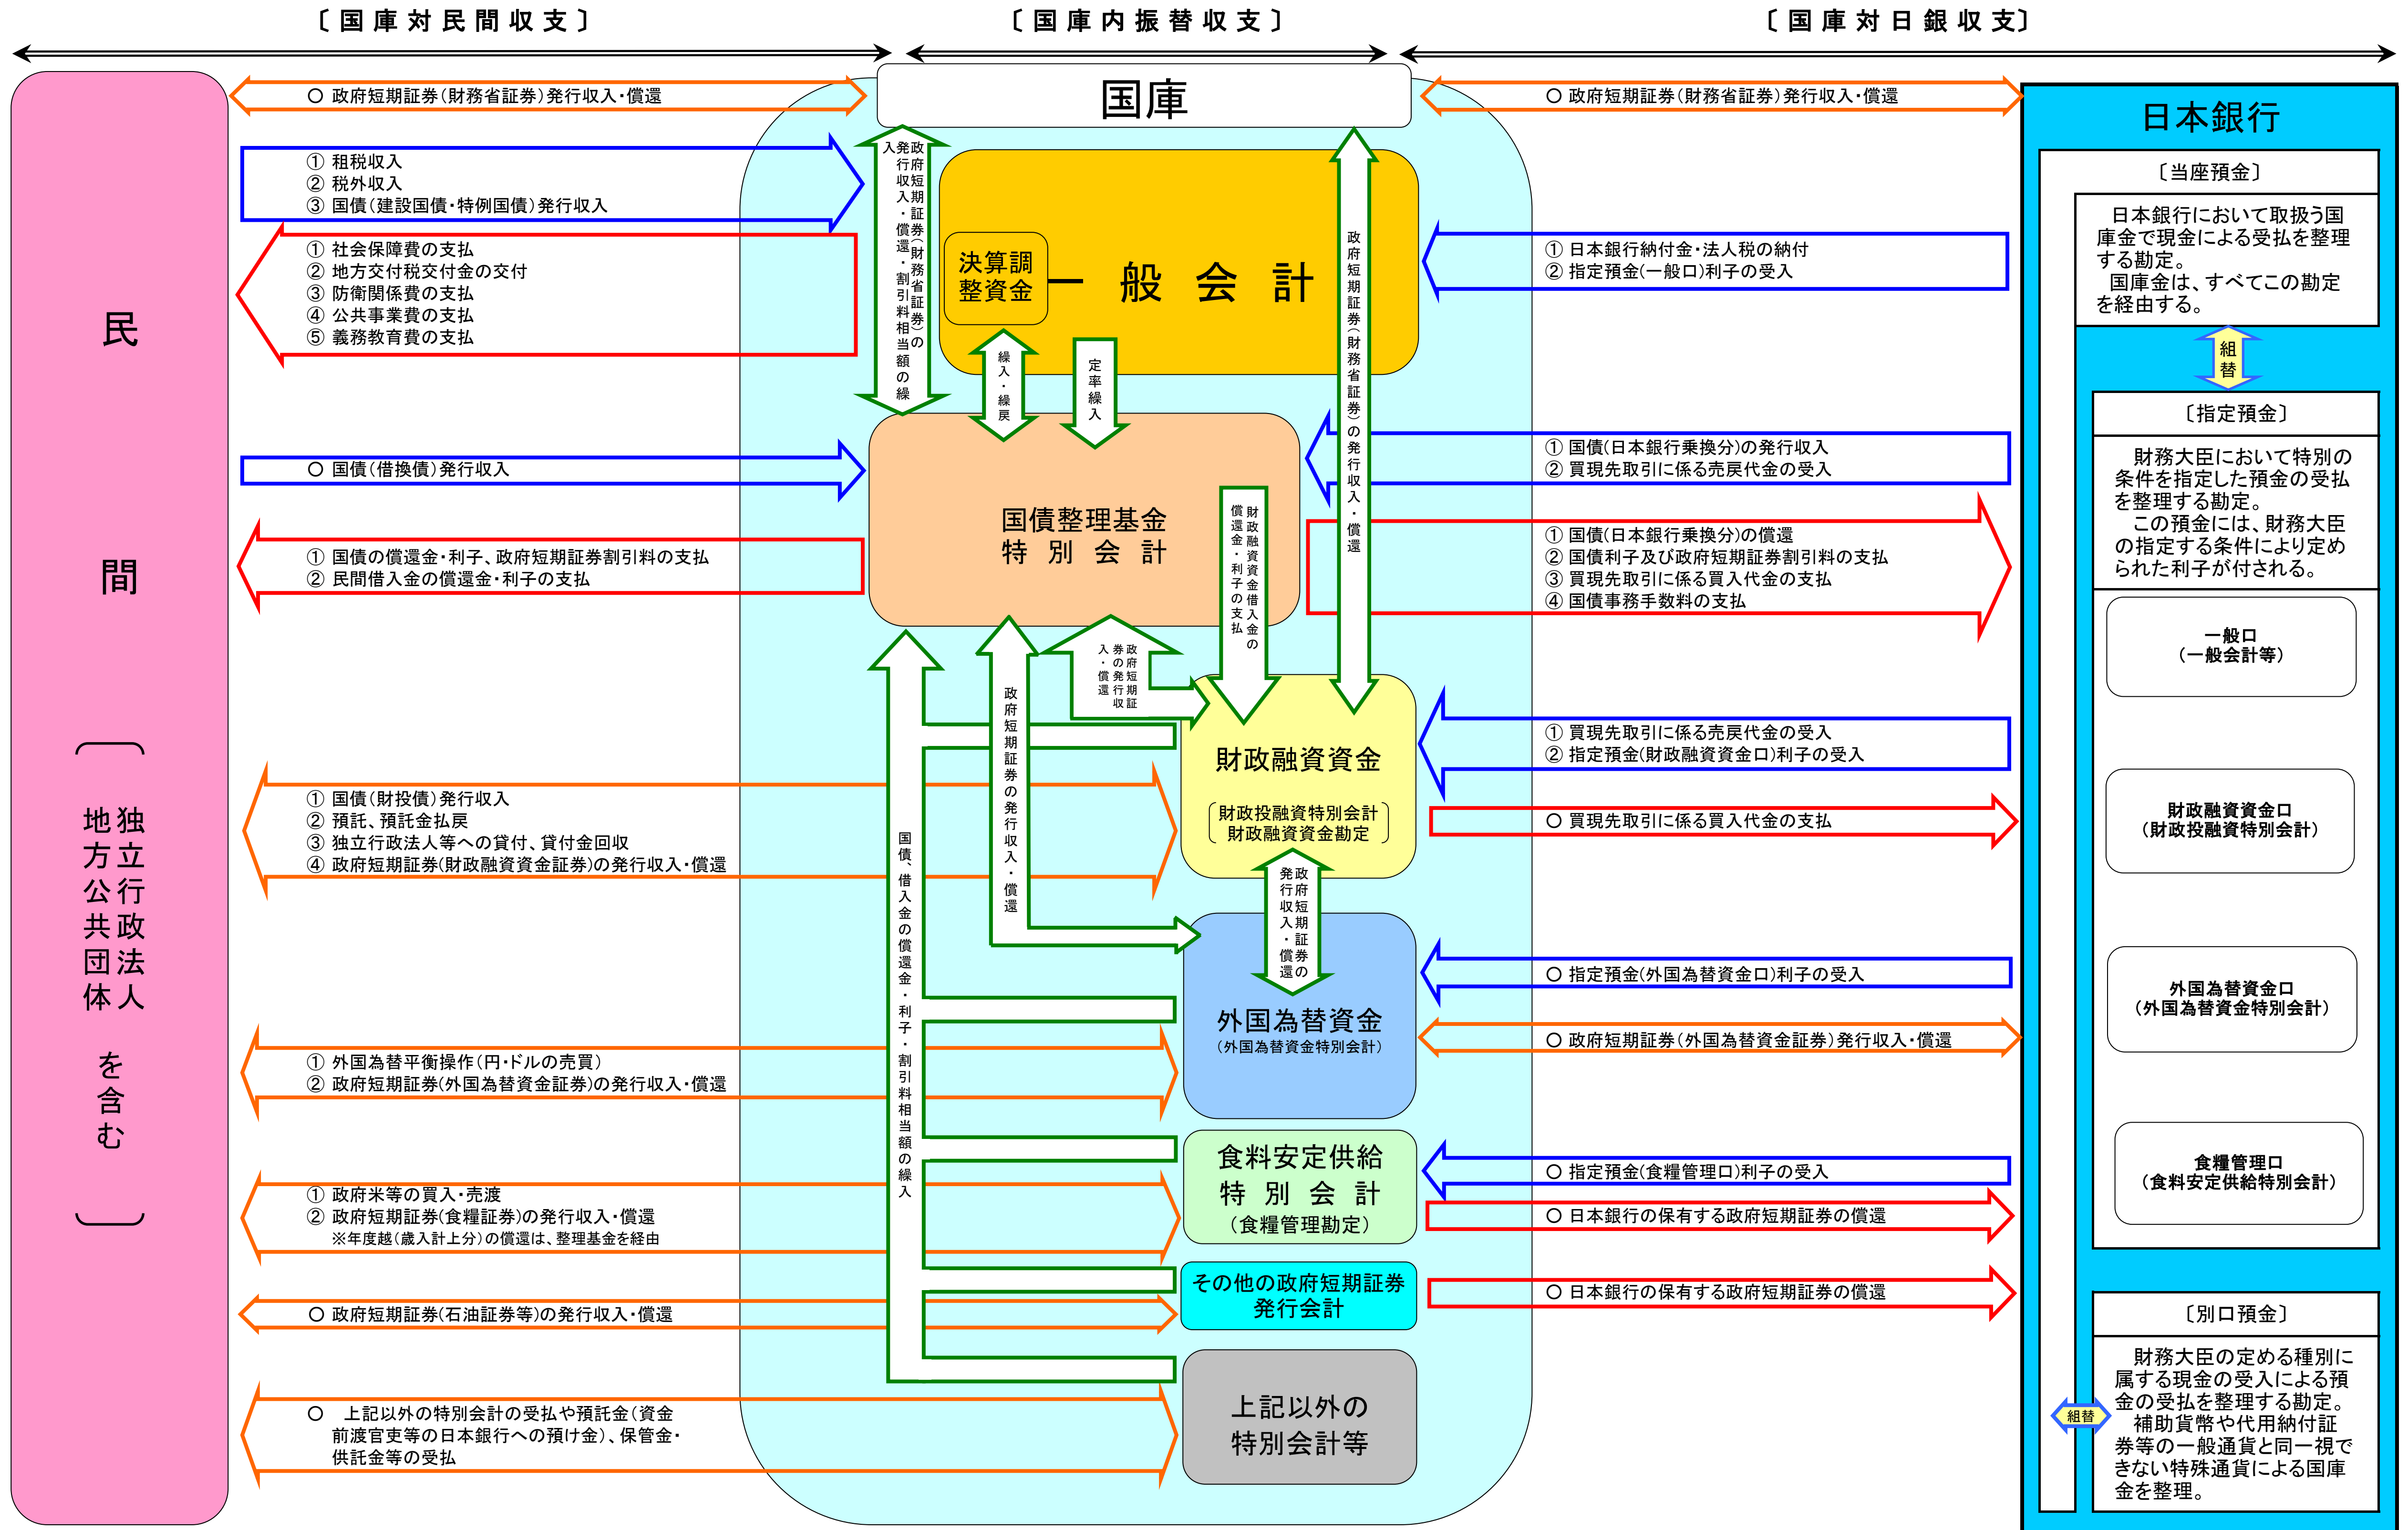 〔国庫対民間収支〕
〔国庫内振替収支〕
〔国庫対日銀収支〕
民間
独立行政法人
地方公共団体
を含む
〇 政府短期証券（財務省証券）発行収入・償還
① 租税収入
② 税外収入
③ 国債（建設国債・特例国債）発行収入
① 社会保障費の支払
② 地方交付税交付金の交付
③ 防衛関係費の支払
④ 公共事業費の支払
⑤ 義務教育費の支払
〇 国債（借換債）発行収入
① 国債の償還金・利子、政府短期証券割引料の支払
② 民間借入金の償還金・利子の支払
① 国債（財投債）発行収入
② 預託、預託金払戻
③ 独立行政法人等への貸付、貸付金回収
④ 政府短期証券(財政融資資金証券)の発行収入・償還
① 外国為替平衡操作（円・ドルの売買）
② 政府短期証券(外国為替資金証券)の発行収入・償還
① 政府米等の買入・売渡
② 政府短期証券(食糧証券)の発行収入・償還
※年度越（歳入計上分）の償還は、整理基金を経由
〇 政府短期証券(石油証券等)の発行収入・償還
〇 上記以外の特別会計の受払や預託金（資金
前渡官吏等の日本銀行への預け金）、保管金・
供託金等の受払
国庫
政府短期証券（財務省証券）の
発行収入・償還・割引料相当額の繰
入
決算調
整資金
一般会計
繰入・繰戻
定率繰入
政府短期証券（財務省証券）の発行収入・償還
国債整理基金
特別会計
財政融資資金借入金の
償還金・利子の支払
政府短期証
券の発行収
入・償還
政府短期証券の発行収入・償還
国債、借入金の償還金・利子・割引料相当額の繰入
財政融資資金
財政投融資特別会計
財政融資資金勘定
政府短期証券の
発行収入・償還
外国為替資金
（外国為替資金特別会計）
食料安定供給
特別会計
（食糧管理勘定）
その他の政府短期証券
発行会計
上記以外の
特別会計等
〇 政府短期証券（財務省証券）発行収入・償還
① 日本銀行納付金・法人税の納付
② 指定預金(一般口)利子の受入
① 国債(日本銀行乗換分)の発行収入
② 買現先取引に係る売戻代金の受入
① 国債(日本銀行乗換分)の償還
② 国債利子及び政府短期証券割引料の支払
③ 買現先取引に係る買入代金の支払
④ 国債事務手数料の支払
① 買現先取引に係る売戻代金の受入
② 指定預金(財政融資資金口)利子の受入
〇 買現先取引に係る買入代金の支払
〇 指定預金(外国為替資金口)利子の受入
〇 政府短期証券（外国為替資金証券）発行収入・償還
〇 指定預金(食糧管理口)利子の受入
〇 日本銀行の保有する政府短期証券の償還
〇 日本銀行の保有する政府短期証券の償還
日本銀行
〔当座預金〕
日本銀行において取扱う国
庫金で現金による受払を整理
する勘定。
国庫金は、すべてこの勘定
を経由する。
組替
〔指定預金〕
財務大臣において特別の
条件を指定した預金の受払
を整理する勘定。
この預金には、財務大臣
の指定する条件により定め
られた利子が付される。
一般口
（一般会計等）
財政融資資金口
（財政投融資特別会計）
外国為替資金口
（外国為替資金特別会計）
食糧管理口
（食料安定供給特別会計）
〔別口預金〕
財務大臣の定める種別に
属する現金の受入による預
金の受払を整理する勘定。
補助貨幣や代用納付証
券等の一般通貨と同一視で
きない特殊通貨による国庫
金を整理。
組替